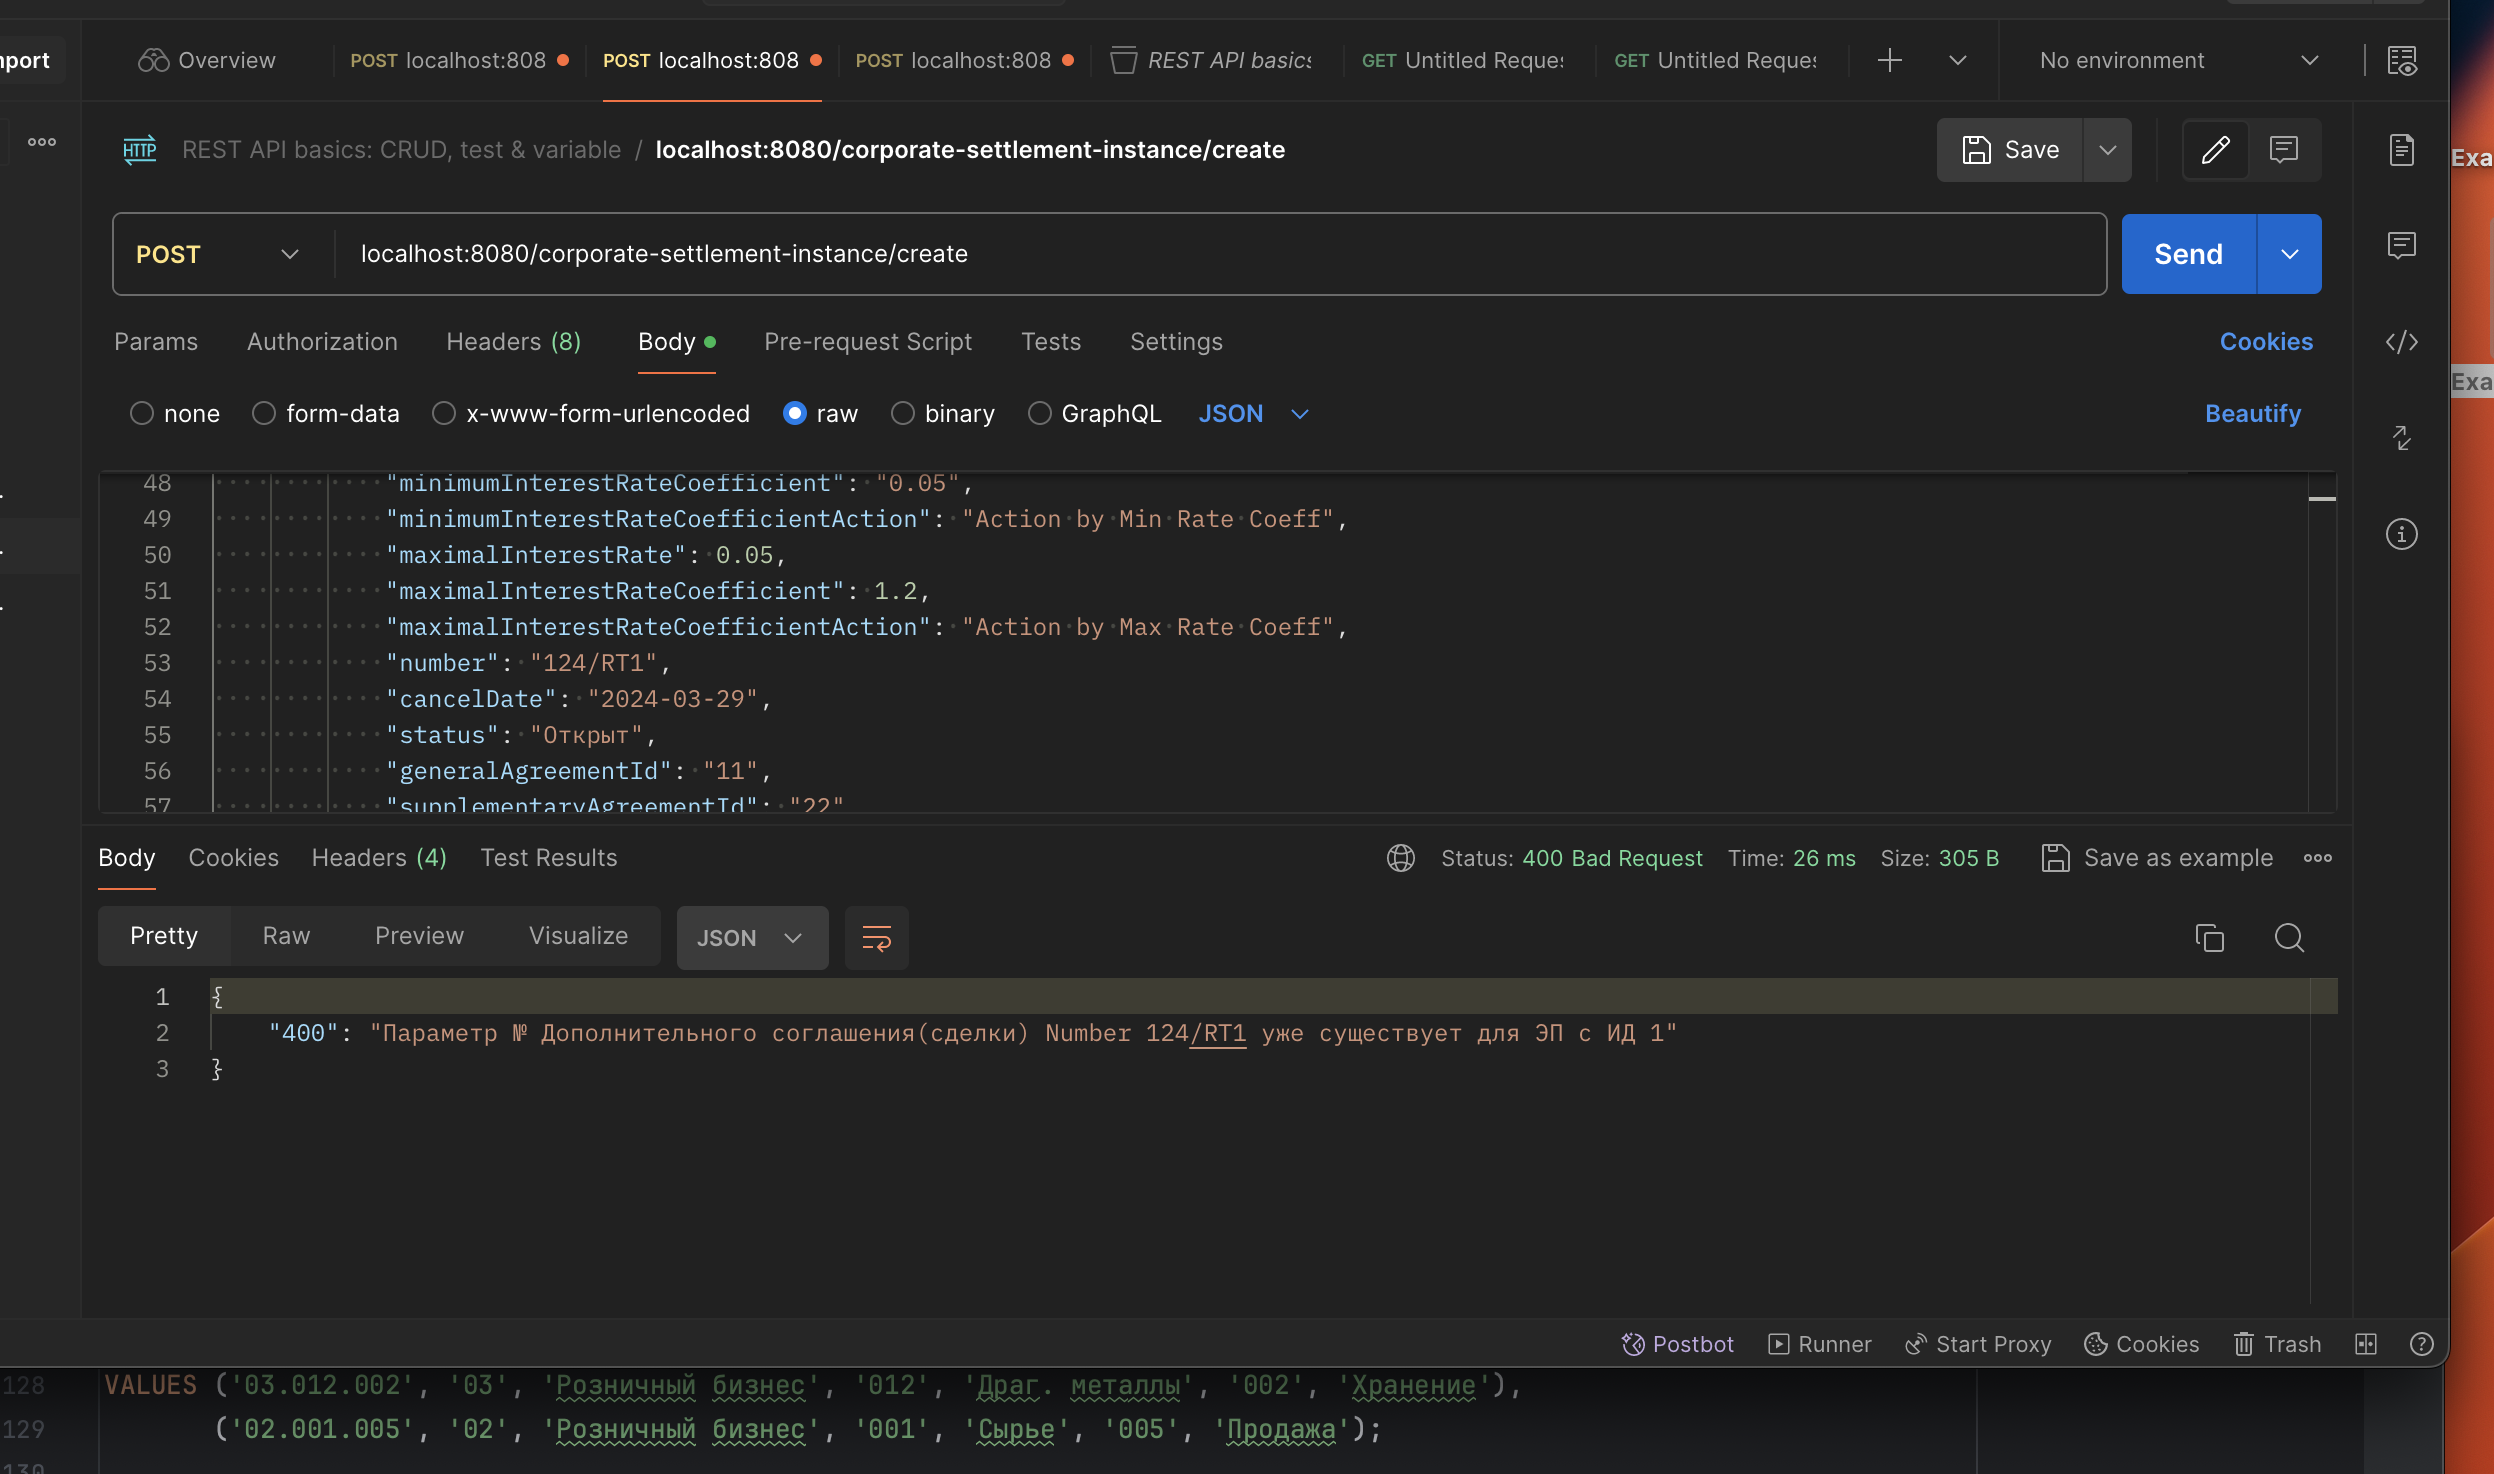 Overview
POST localhost:808
POST localhost:808
POST localhost:808
REST API basics
GET Untitled Reque
GET Untitled Reque
No environment
REST API basics: CRUD, test & variable / localhost:8080/corporate-settlement-instance/create
Save
Exa
POST localhost:8080/corporate-settlement-instance/create
Send
Params Authorization Headers (8) Body Pre-request Script Tests Settings Cookies
Exa
none form-data x-www-form-urlencoded raw binary GraphQL JSON Beautify
48 "minimumInterestRateCoefficient": "0.05",
49 "minimumInterestRateCoefficientAction": "Action by Min Rate Coeff",
50 "maximalInterestRate": 0.05,
51 "maximalInterestRateCoefficient": 1.2,
52 "maximalInterestRateCoefficientAction": "Action by Max Rate Coeff",
53 "number": "124/RT1",
54 "cancelDate": "2024-03-29",
55 "status": "Открыт",
56 "generalAgreementId": "11",
57 "supplementaryAgreementId": "22"
Body Cookies Headers (4) Test Results Status: 400 Bad Request Time: 26 ms Size: 305 B Save as example
Pretty Raw Preview Visualize JSON
1 {
2 "400": "Параметр № Дополнительного соглашения(сделки) Number 124/RT1 уже существует для ЭП с ИД 1"
3 }
Postbot Runner Start Proxy Cookies Trash
128 VALUES ('03.012.002', '03', 'Розничный бизнес', '012', 'Драг. металлы', '002', 'Хранение'),
129 ('02.001.005', '02', 'Розничный бизнес', '001', 'Сырье', '005', 'Продажа');
130